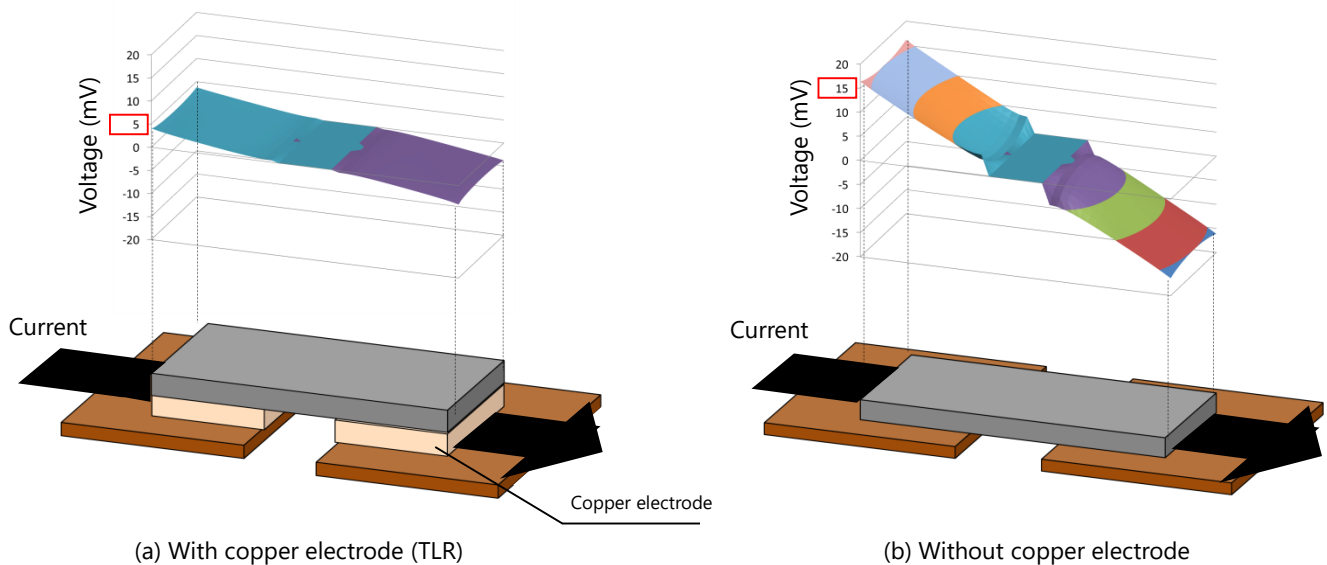 20
15
10
5
0
-5
-10
-15
-20
Voltage (mV)
Current
Copper electrode
(a) With copper electrode (TLR)
20
15
10
5
0
-5
-10
-15
-20
Voltage (mV)
Current
(b) Without copper electrode